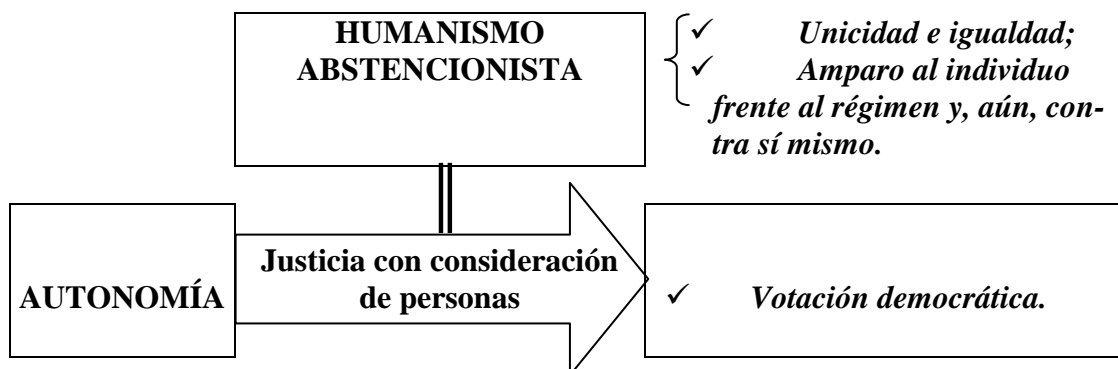 HUMANISMO
ABSTENCIONISTA
✓ Unicidad e igualdad;
✓ Amparo al individuo
frente al régimen y, aún, con-
tra sí mismo.
AUTONOMÍA
Justicia con consideración
de personas
✓ Votación democrática.